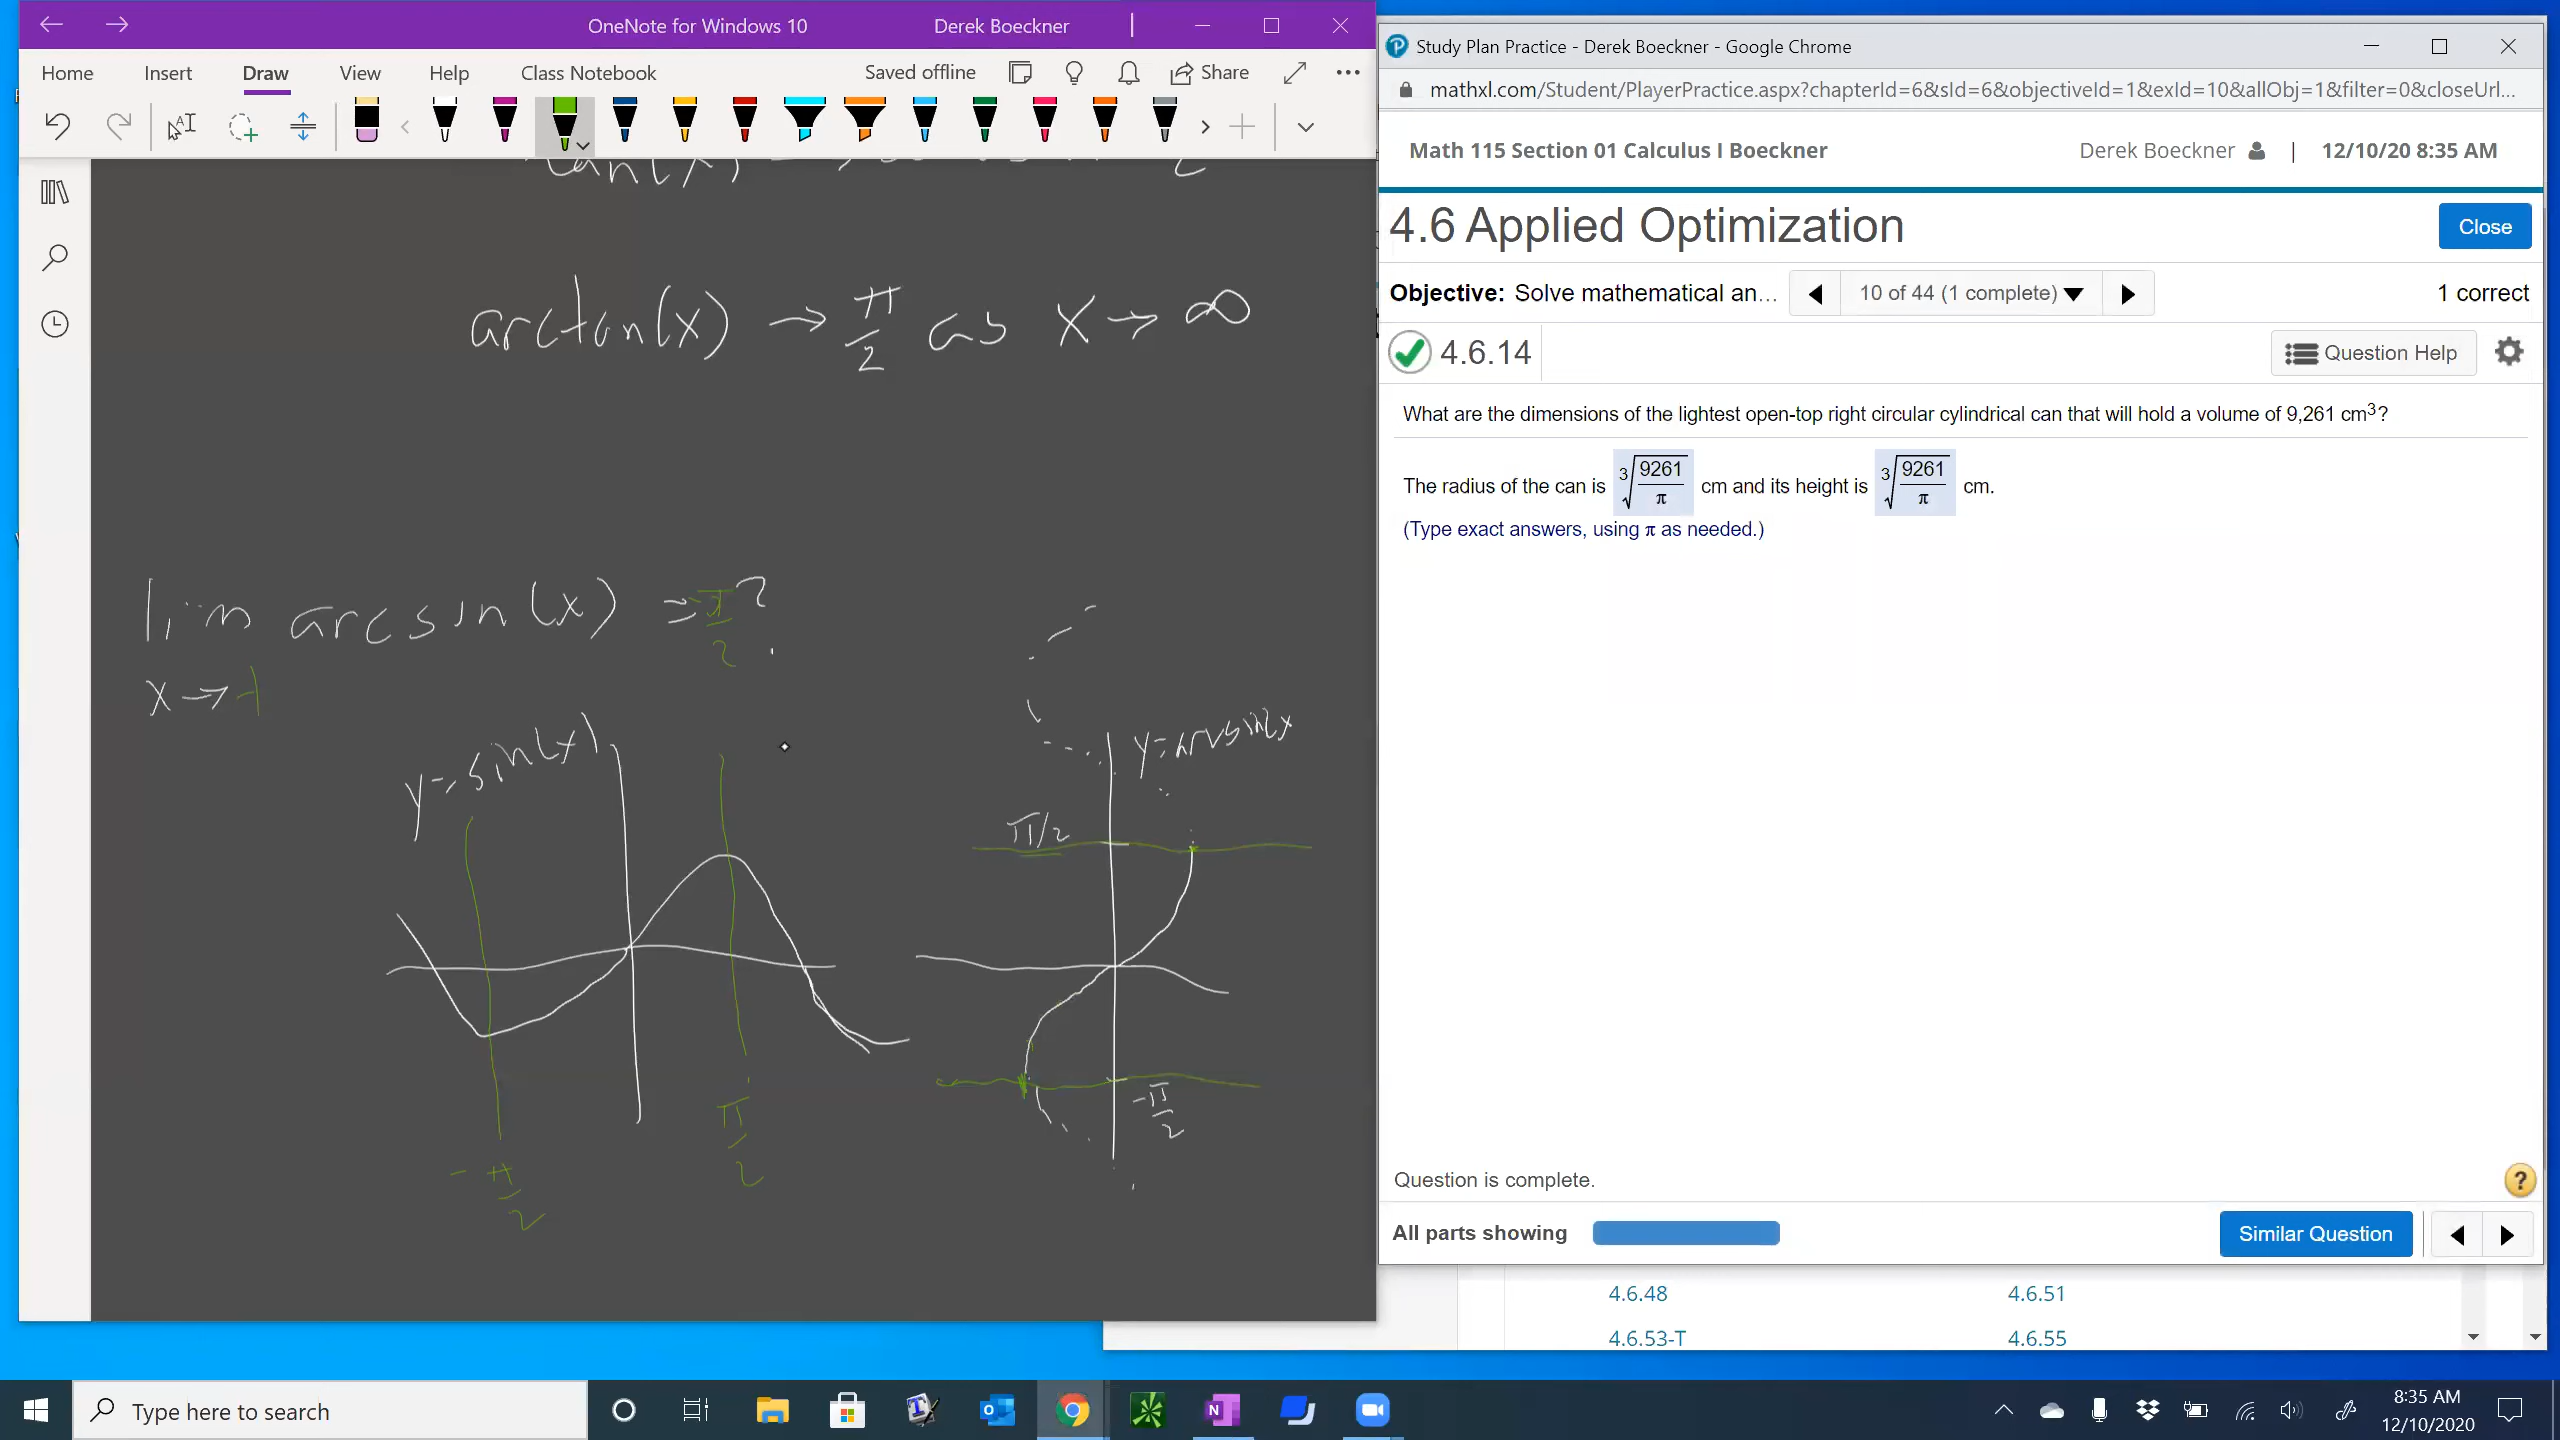 OneNote for Windows 10
Derek Boeckner
Home Insert Draw View Help Class Notebook
Saved offline
Share
arctan(x) → π/2 as x → ∞
lim arcsin(x) = -π/2 ?
x → -1
y = sin(x)
y = arcsin(x
π/2
-π/2
π/2
-π/2
Study Plan Practice - Derek Boeckner - Google Chrome
mathxl.com/Student/PlayerPractice.aspx?chapterId=6&sId=6&objectiveId=1&exId=10&allObj=1&filter=0&closeUrl...
Math 115 Section 01 Calculus I Boeckner
Derek Boeckner | 12/10/20 8:35 AM
4.6 Applied Optimization
Close
Objective: Solve mathematical an...
10 of 44 (1 complete)
1 correct
4.6.14
Question Help
What are the dimensions of the lightest open-top right circular cylindrical can that will hold a volume of 9,261 cm³?
The radius of the can is ∛(9261/π) cm and its height is ∛(9261/π) cm.
(Type exact answers, using π as needed.)
Question is complete.
?
All parts showing
Similar Question
4.6.48 4.6.51
4.6.53-T 4.6.55
Type here to search
8:35 AM
12/10/2020